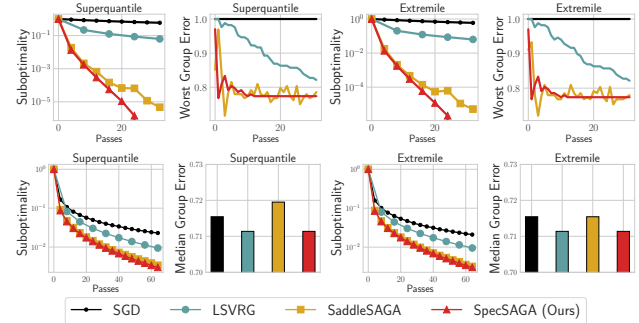 Superquantile
Superquantile
Extremile
Extremile
Suboptimality
10⁻¹
10⁻³
10⁻⁵
0
20
Passes
Worst Group Error
1.0
0.9
0.8
0
20
Passes
Suboptimality
10⁰
10⁻²
10⁻⁴
0
20
Passes
Worst Group Error
1.0
0.9
0.8
0
20
Passes
Superquantile
Superquantile
Extremile
Extremile
Suboptimality
10⁰
10⁻¹
10⁻²
0
20
40
60
Passes
Median Group Error
0.73
0.72
0.71
0.70
Suboptimality
10⁰
10⁻¹
10⁻²
0
20
40
60
Passes
Median Group Error
0.73
0.72
0.71
0.70
SGD
LSVRG
SaddleSAGA
SpecSAGA (Ours)